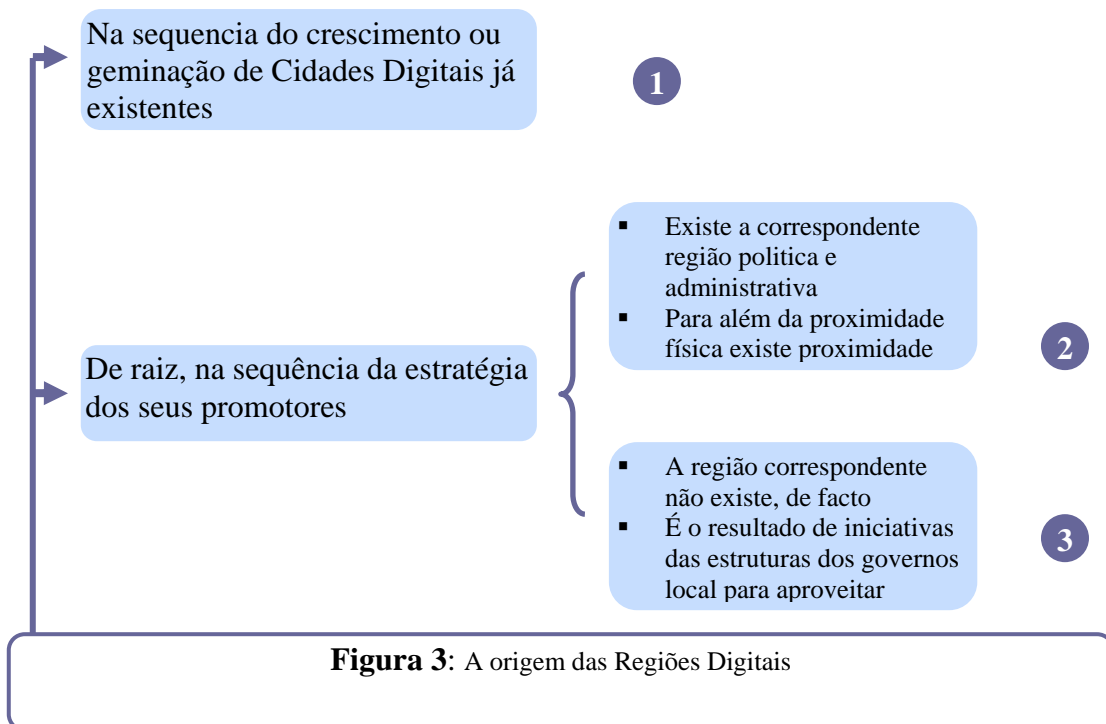 Na sequencia do crescimento ou
geminação de Cidades Digitais já
existentes
1
▪ Existe a correspondente
região politica e
administrativa
▪ Para além da proximidade
física existe proximidade
2
De raiz, na sequência da estratégia
dos seus promotores
▪ A região correspondente
não existe, de facto
▪ É o resultado de iniciativas
das estruturas dos governos
local para aproveitar
3
Figura 3: A origem das Regiões Digitais